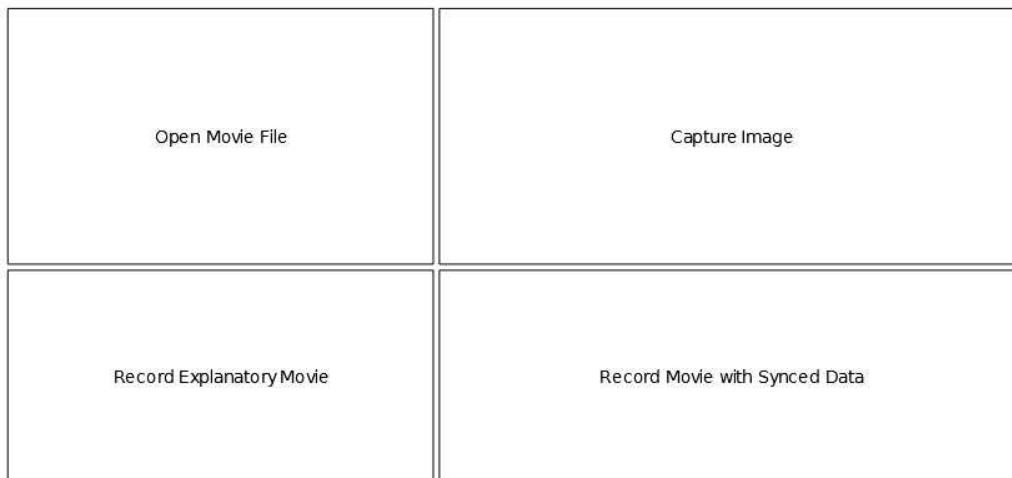 Open Movie File
Capture Image
Record Explanatory Movie
Record Movie with Synced Data